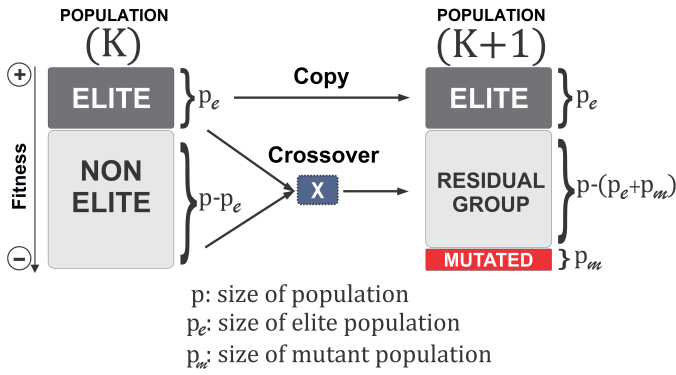 POPULATION
(K)
POPULATION
(K+1)
+
Fitness
−
ELITE
pₑ
Copy
ELITE
pₑ
NON
ELITE
p-pₑ
Crossover
X
RESIDUAL
GROUP
p-(pₑ+pₘ)
MUTATED
pₘ
p: size of population
pₑ: size of elite population
pₘ: size of mutant population